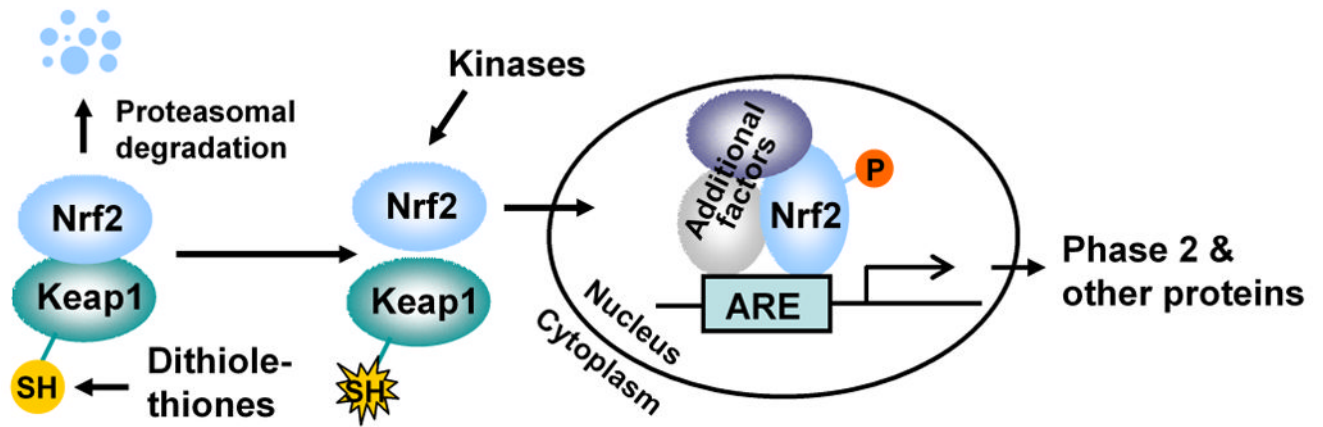 Proteasomal
degradation
Nrf2
Keap1
SH
Dithiole-
thiones
Kinases
Nrf2
Keap1
SH
Additional
factors
Nrf2
P
ARE
Nucleus
Cytoplasm
Phase 2 &
other proteins